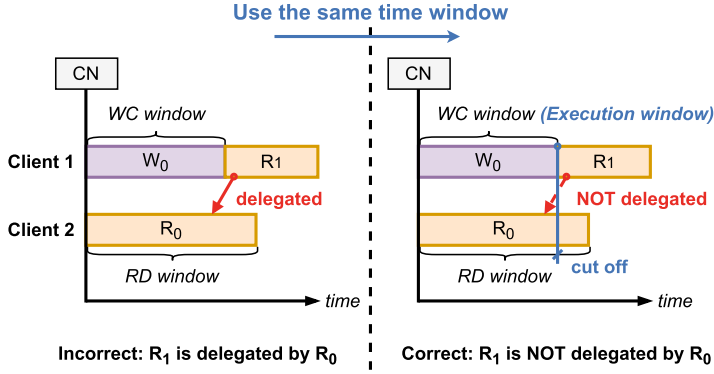 Use the same time window
CN
WC window
Client 1
W0
R1
delegated
Client 2
R0
RD window
time
Incorrect: R1 is delegated by R0
CN
WC window (Execution window)
W0
R1
NOT delegated
R0
RD window
cut off
time
Correct: R1 is NOT delegated by R0